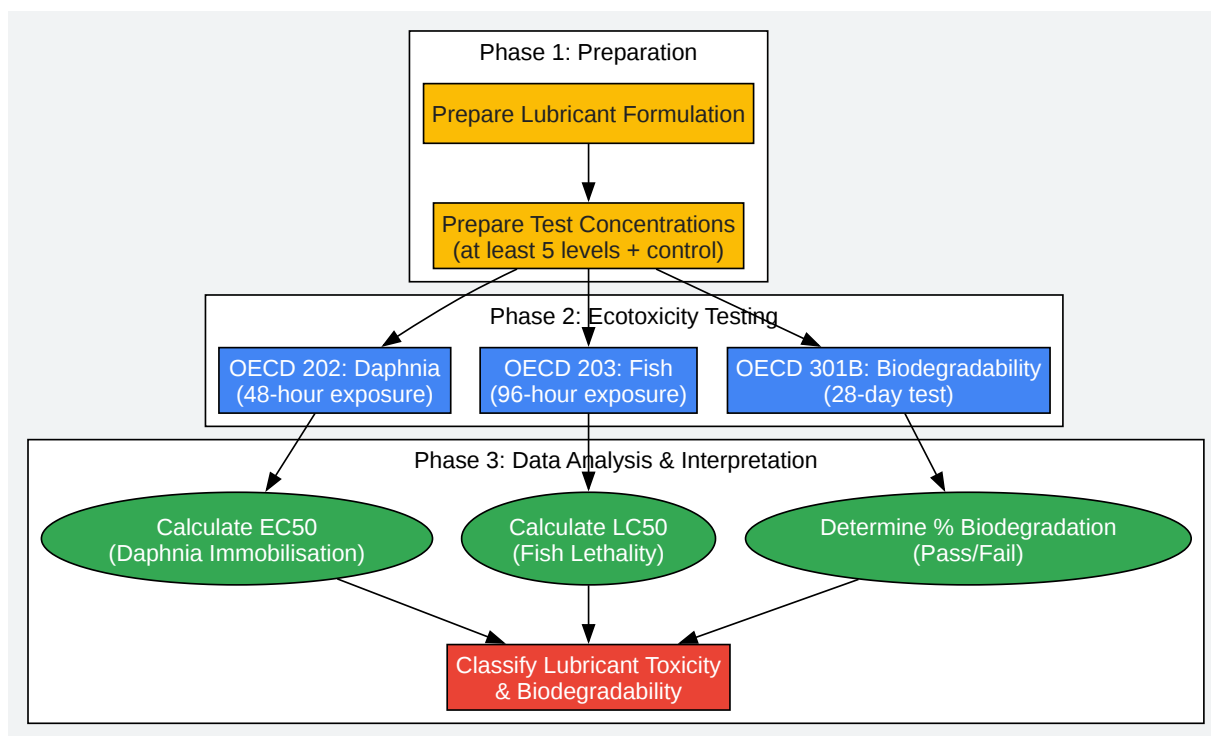 Phase 1: Preparation
Prepare Lubricant Formulation
Prepare Test Concentrations
(at least 5 levels + control)
Phase 2: Ecotoxicity Testing
OECD 202: Daphnia
(48-hour exposure)
OECD 203: Fish
(96-hour exposure)
OECD 301B: Biodegradability
(28-day test)
Phase 3: Data Analysis & Interpretation
Calculate EC50
(Daphnia Immobilisation)
Calculate LC50
(Fish Lethality)
Determine % Biodegradation
(Pass/Fail)
Classify Lubricant Toxicity
& Biodegradability